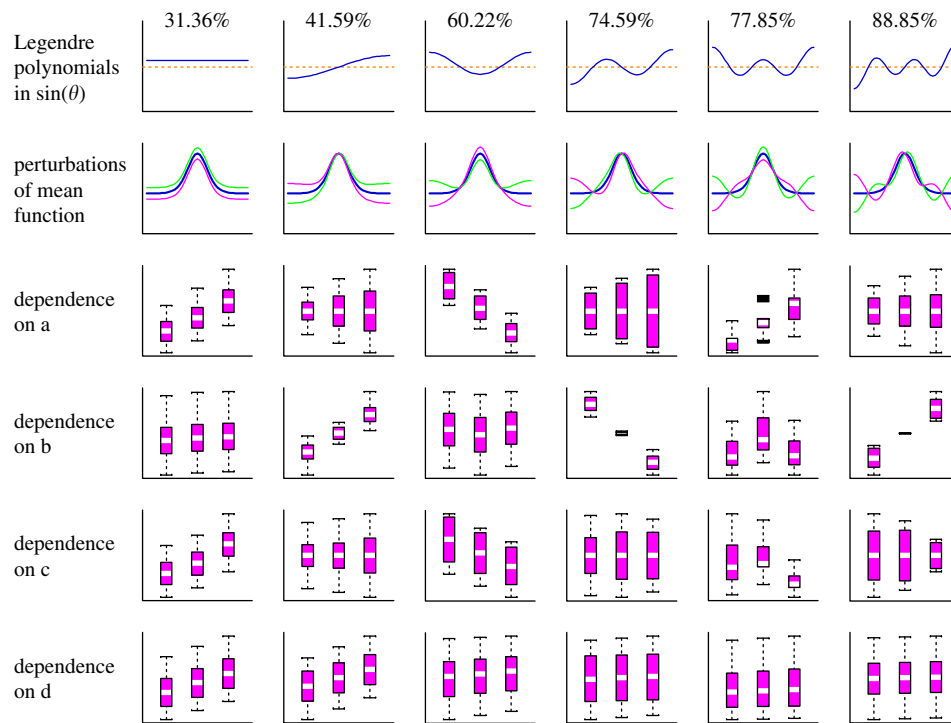 31.36% 41.59% 60.22% 74.59% 77.85% 88.85%
Legendre
polynomials
in sin(θ)
perturbations
of mean
function
dependence
on a
dependence
on b
dependence
on c
dependence
on d